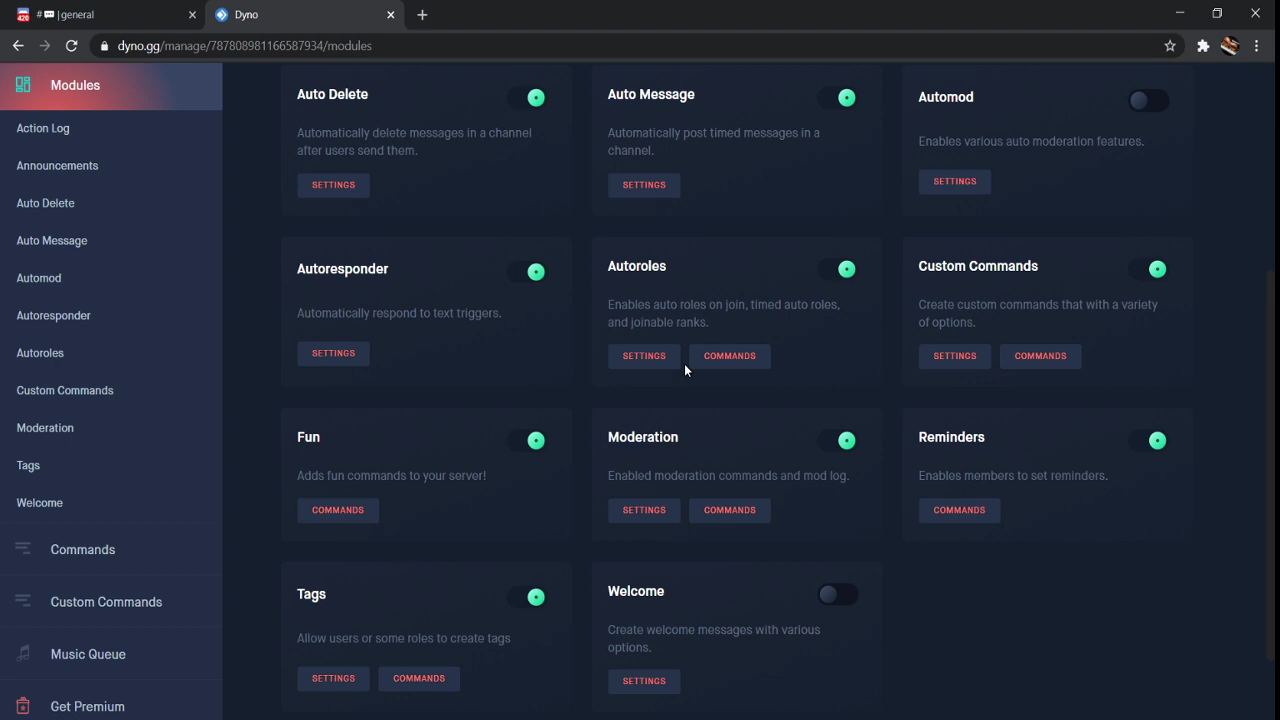 # | general
Dyno
dyno.gg/manage/787808981166587934/modules
Modules
Action Log
Announcements
Auto Delete
Auto Message
Automod
Autoresponder
Autoroles
Custom Commands
Moderation
Tags
Welcome
Commands
Custom Commands
Music Queue
Get Premium
Auto Delete
Automatically delete messages in a channel
after users send them.
SETTINGS
Auto Message
Automatically post timed messages in a
channel.
SETTINGS
Automod
Enables various auto moderation features.
SETTINGS
Autoresponder
Automatically respond to text triggers.
SETTINGS
Autoroles
Enables auto roles on join, timed auto roles,
and joinable ranks.
SETTINGS COMMANDS
Custom Commands
Create custom commands that with a variety
of options.
SETTINGS COMMANDS
Fun
Adds fun commands to your server!
COMMANDS
Moderation
Enabled moderation commands and mod log.
SETTINGS COMMANDS
Reminders
Enables members to set reminders.
COMMANDS
Tags
Allow users or some roles to create tags
SETTINGS COMMANDS
Welcome
Create welcome messages with various
options.
SETTINGS